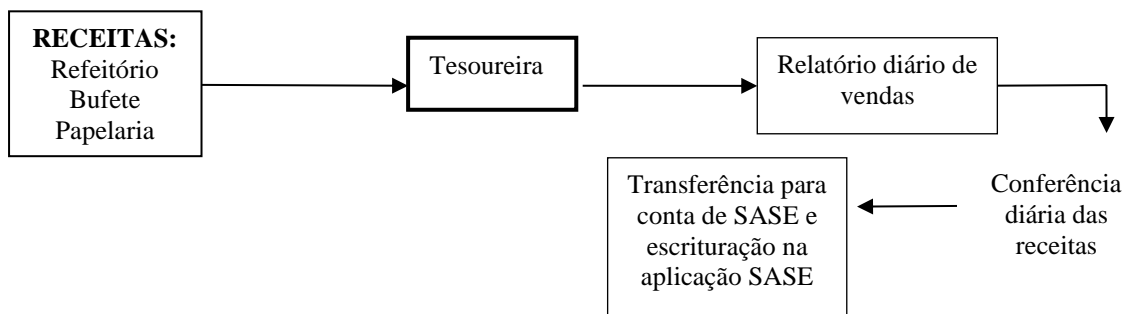 RECEITAS:
Refeitório
Bufete
Papelaria
Tesoureira
Relatório diário de
vendas
Conferência
diária das
receitas
Transferência para
conta de SASE e
escrituração na
aplicação SASE